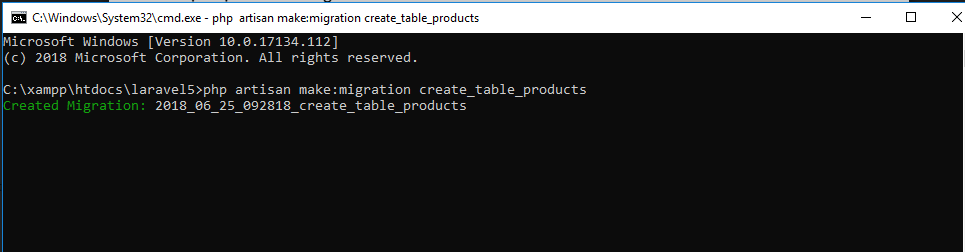 C:\Windows\System32\cmd.exe - php  artisan make:migration create_table_products
Microsoft Windows [Version 10.0.17134.112]
(c) 2018 Microsoft Corporation. All rights reserved.
C:\xampp\htdocs\laravel5>php artisan make:migration create_table_products
Created Migration: 2018_06_25_092818_create_table_products